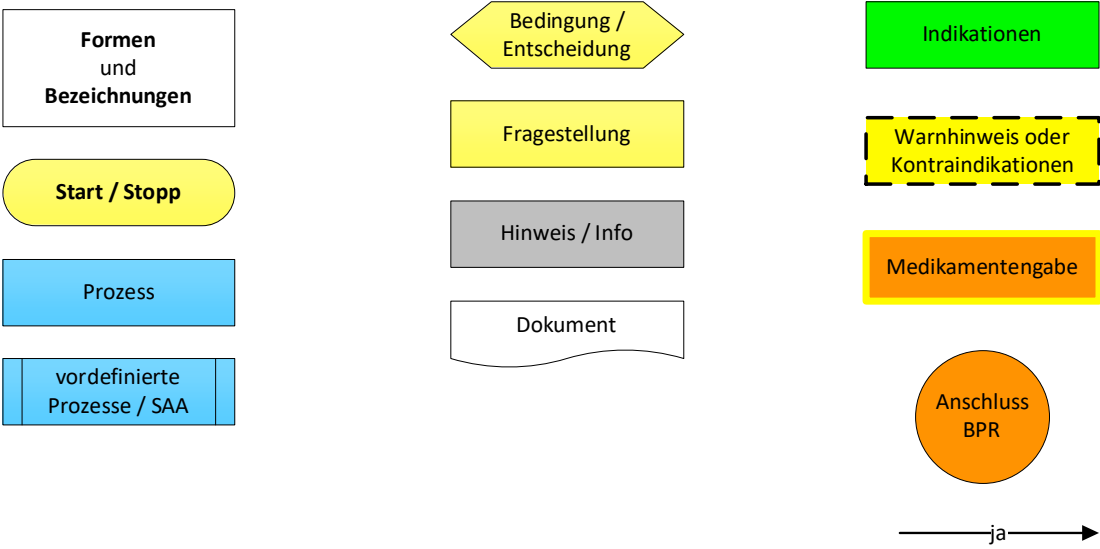 Formen
und
Bezeichnungen
Start / Stopp
Prozess
vordefinierte
Prozesse / SAA
Bedingung /
Entscheidung
Fragestellung
Hinweis / Info
Dokument
Indikationen
Warnhinweis oder
Kontraindikationen
Medikamentengabe
Anschluss
BPR
ja